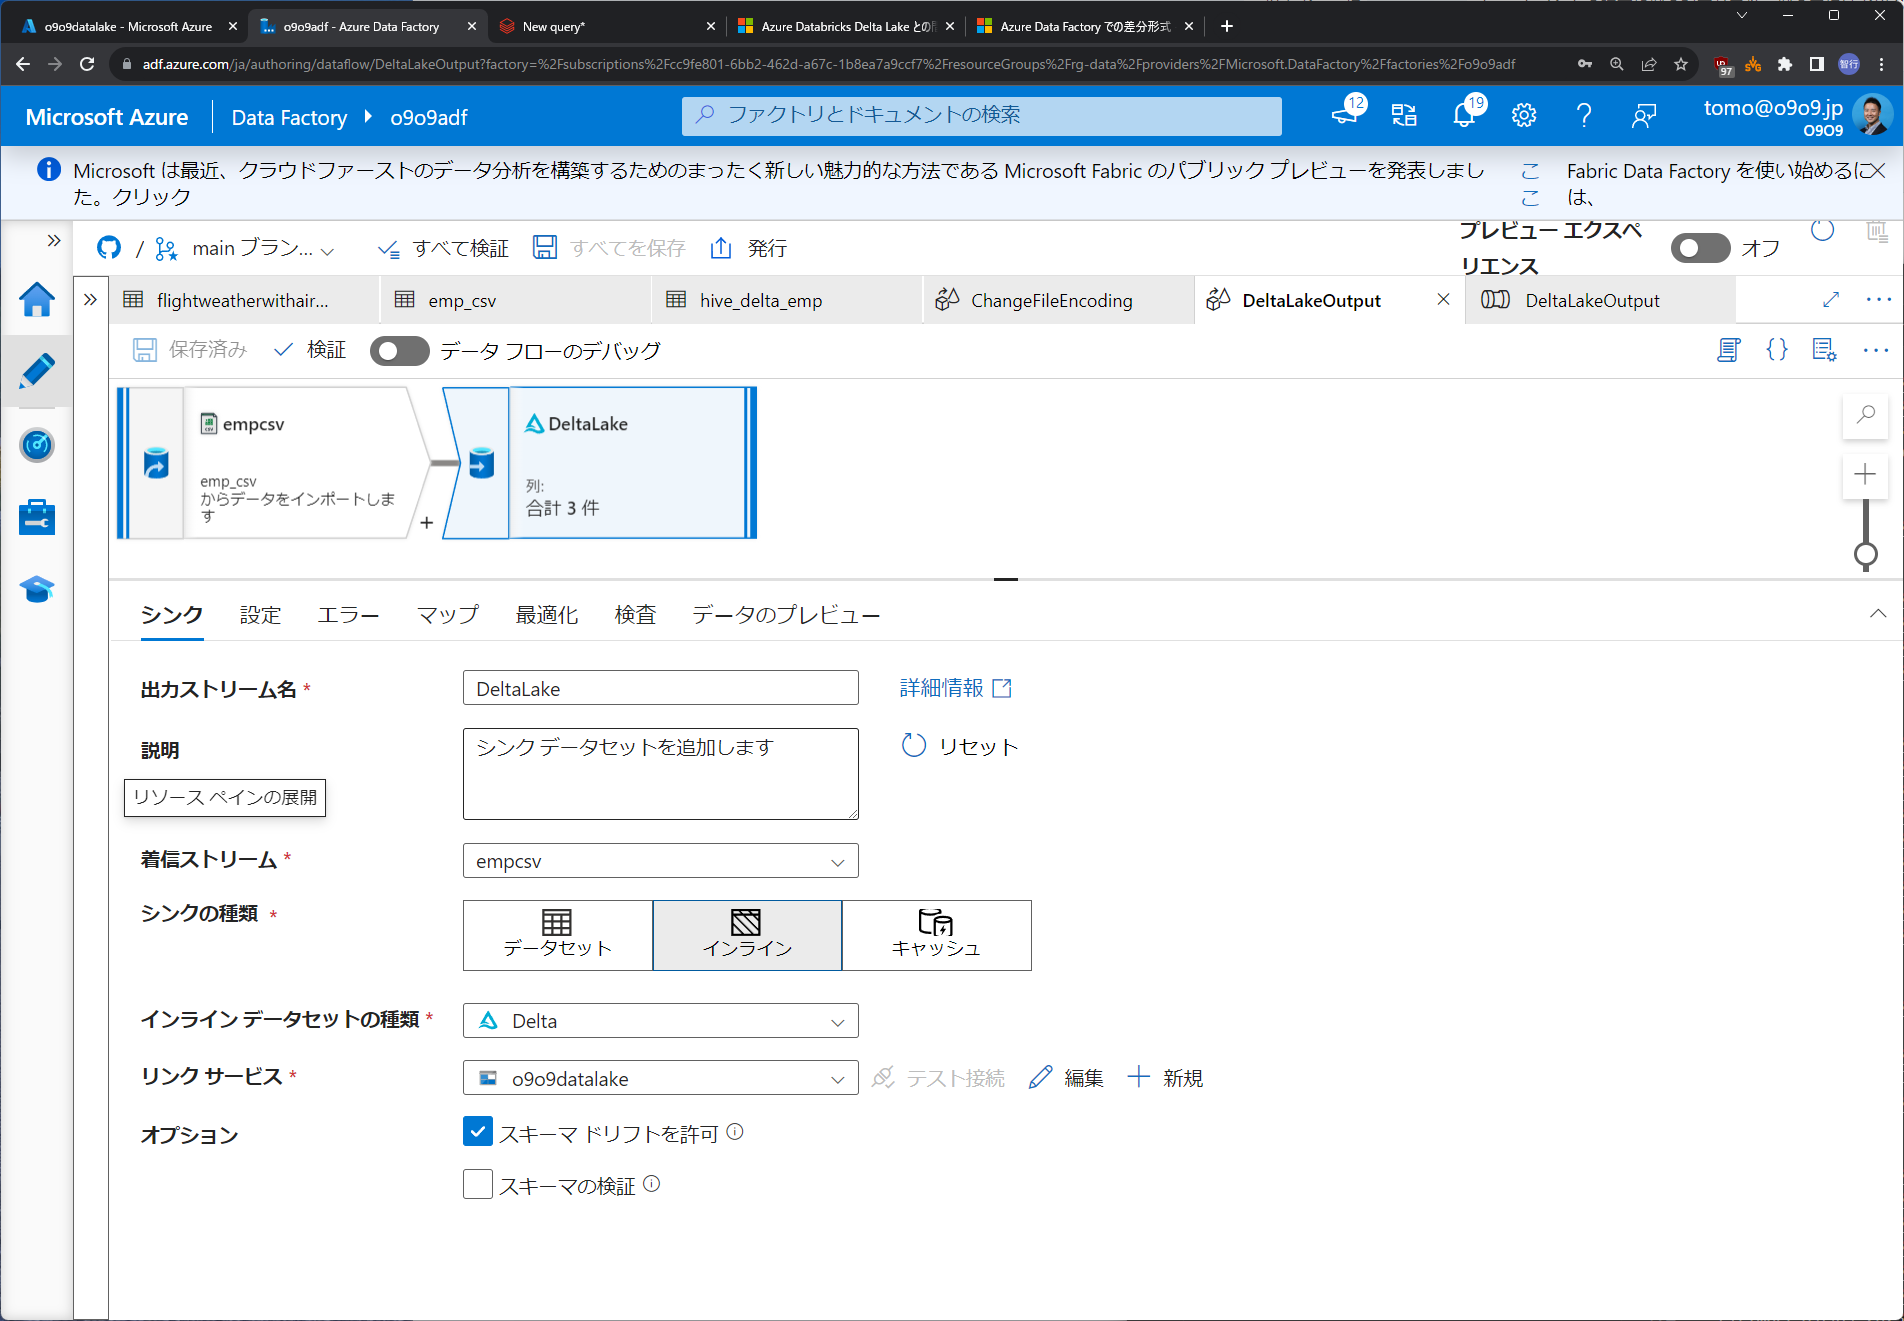 o9o9datalake - Microsoft Azure
o9o9adf - Azure Data Factory
New query*
Azure Databricks Delta Lake との
Azure Data Factory での差分形式
adf.azure.com/ja/authoring/dataflow/DeltaLakeOutput?factory=%2Fsubscriptions%2Fcc9fe801-6bb2-462d-a67c-1b8ea7a9ccf7%2FresourceGroups%2Frg-data%2Fproviders%2FMicrosoft.DataFactory%2Ffactories%2Fo9o9adf
97
智行
Microsoft Azure
Data Factory
o9o9adf
ファクトリとドキュメントの検索
12
19
tomo@o9o9.jp
O9O9
Microsoft は最近、クラウドファーストのデータ分析を構築するためのまったく新しい魅力的な方法である Microsoft Fabric のパブリック プレビューを発表しまし
た。クリック
こ
こ
Fabric Data Factory を使い始めるに
は、
/
main ブラン...
すべて検証
すべてを保存
発行
プレビュー エクスペ
リエンス
オフ
flightweatherwithair...
emp_csv
hive_delta_emp
ChangeFileEncoding
DeltaLakeOutput
DeltaLakeOutput
保存済み
検証
データ フローのデバッグ
empcsv
emp_csv
からデータをインポートしま
す
+
DeltaLake
列:
合計 3 件
シンク
設定
エラー
マップ
最適化
検査
データのプレビュー
出力ストリーム名 *
DeltaLake
詳細情報
説明
シンク データセットを追加します
リセット
リソース ペインの展開
着信ストリーム *
empcsv
シンクの種類 *
データセット
インライン
キャッシュ
インライン データセットの種類 *
Delta
リンク サービス *
o9o9datalake
テスト接続
編集
新規
オプション
スキーマ ドリフトを許可
スキーマの検証